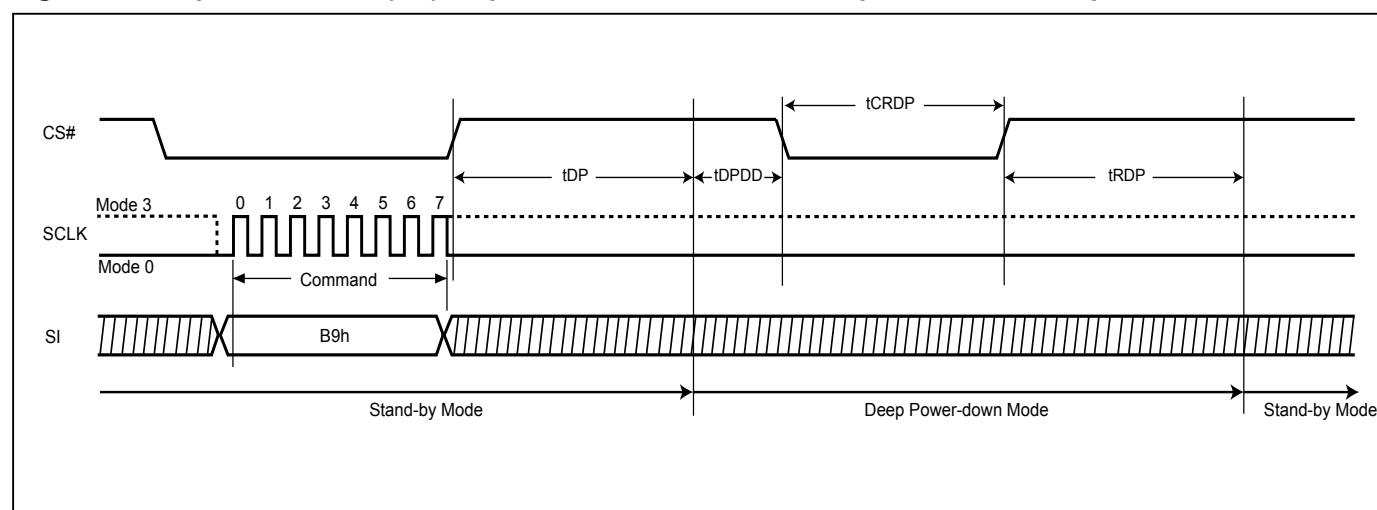 tCRDP
CS#
tDP
tDPDD
tRDP
Mode 3
0 1 2 3 4 5 6 7
SCLK
Mode 0
Command
SI
B9h
Stand-by Mode
Deep Power-down Mode
Stand-by Mode